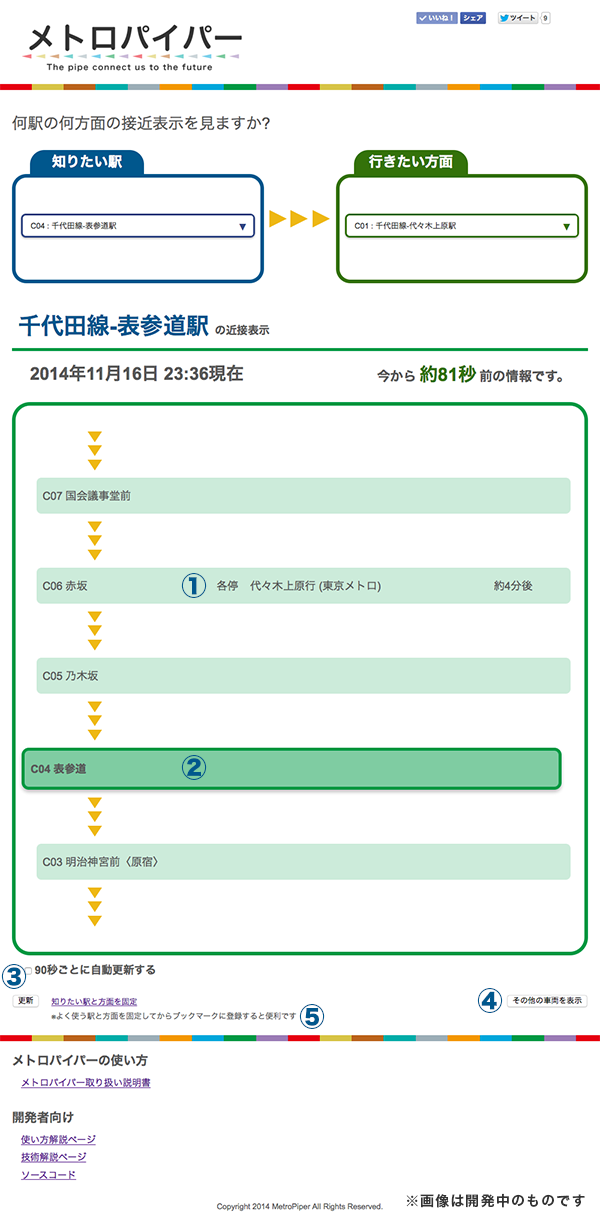 いいね！ シェア ツイート 9
メトロパイパー
The pipe connect us to the future
何駅の何方面の接近表示を見ますか?
知りたい駅 行きたい方面
C04 : 千代田線-表参道駅 ▼ ▶▶▶ C01 : 千代田線-代々木上原駅 ▼
千代田線-表参道駅 の近接表示
2014年11月16日 23:36現在 今から 約81秒 前の情報です。
C07 国会議事堂前
C06 赤坂 ① 各停 代々木上原行 (東京メトロ) 約4分後
C05 乃木坂
C04 表参道 ②
C03 明治神宮前〈原宿〉
③ 90秒ごとに自動更新する
更新 知りたい駅と方面を固定 ④ その他の車両を表示
※よく使う駅と方面を固定してからブックマークに登録すると便利です ⑤
メトロパイパーの使い方
メトロパイパー取り扱い説明書
開発者向け
使い方解説ページ
技術解説ページ
ソースコード
Copyright 2014 MetroPiper All Rights Reserved. ※画像は開発中のものです